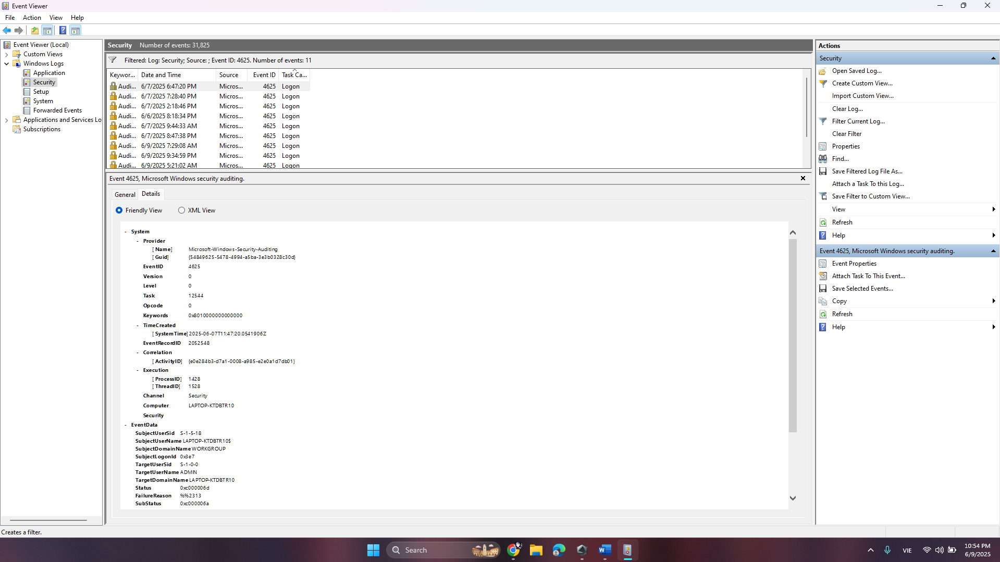 Event Viewer
File Action View Help
Event Viewer (Local)
Custom Views
Windows Logs
Application
Security
Setup
System
Forwarded Events
Applications and Services Lo
Subscriptions
Security Number of events: 31,825
Filtered: Log: Security; Source: ; Event ID: 4625. Number of events: 11
Keywor... Date and Time Source Event ID Task Ca...
Audi... 6/7/2025 6:47:20 PM Micros... 4625 Logon
Audi... 6/7/2025 7:28:40 PM Micros... 4625 Logon
Audi... 6/7/2025 2:18:46 PM Micros... 4625 Logon
Audi... 6/6/2025 8:18:34 PM Micros... 4625 Logon
Audi... 6/7/2025 9:44:33 AM Micros... 4625 Logon
Audi... 6/7/2025 8:47:38 PM Micros... 4625 Logon
Audi... 6/9/2025 7:29:08 AM Micros... 4625 Logon
Audi... 6/9/2025 9:34:59 PM Micros... 4625 Logon
Audi... 6/9/2025 5:21:02 AM Micros... 4625 Logon
Event 4625, Microsoft Windows security auditing.
General Details
Friendly View XML View
- System
- Provider
[ Name] Microsoft-Windows-Security-Auditing
[ Guid] {54849625-5478-4994-a5ba-3e3b0328c30d}
EventID 4625
Version 0
Level 0
Task 12544
Opcode 0
Keywords 0x8010000000000000
- TimeCreated
[ SystemTime] 2025-06-07T11:47:20.0541906Z
EventRecordID 2052548
- Correlation
[ ActivityID] {e0e284b3-d7a1-0008-a985-e2e0a1d7db01}
- Execution
[ ProcessID] 1428
[ ThreadID] 1528
Channel Security
Computer LAPTOP-KTDBTR10
Security
- EventData
SubjectUserSid S-1-5-18
SubjectUserName LAPTOP-KTDBTR10$
SubjectDomainName WORKGROUP
SubjectLogonId 0x3e7
TargetUserSid S-1-0-0
TargetUserName ADMIN
TargetDomainName LAPTOP-KTDBTR10
Status 0xc000006d
FailureReason %%2313
SubStatus 0xc000006a
Actions
Security
Open Saved Log...
Create Custom View...
Import Custom View...
Clear Log...
Filter Current Log...
Clear Filter
Properties
Find...
Save Filtered Log File As...
Attach a Task To this Log...
Save Filter to Custom View...
View
Refresh
Help
Event 4625, Microsoft Windows security auditing.
Event Properties
Attach Task To This Event...
Save Selected Events...
Copy
Refresh
Help
Creates a filter.
Search
VIE
10:54 PM
6/9/2025